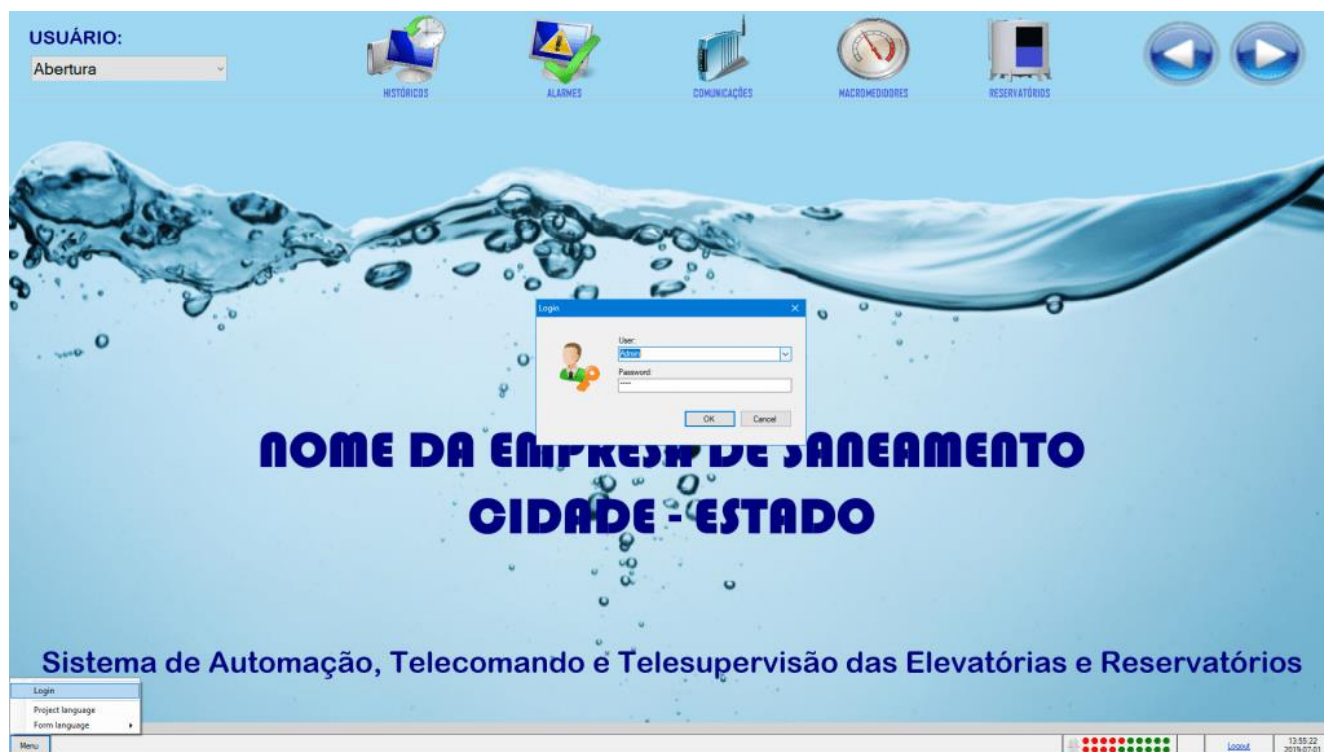 USUÁRIO:
Abertura
HISTÓRICOS
ALARMES
COMUNICAÇÕES
MACROMEDIDORES
RESERVATÓRIOS
Login
User:
Admin
Password:
OK
Cancel
NOME DA EMPRESA DE SANEAMENTO
CIDADE - ESTADO
Sistema de Automação, Telecomando e Telesupervisão das Elevatórias e Reservatórios
Login
Project language
Form language
Menu
Logout
13:55:22
2019-07-01